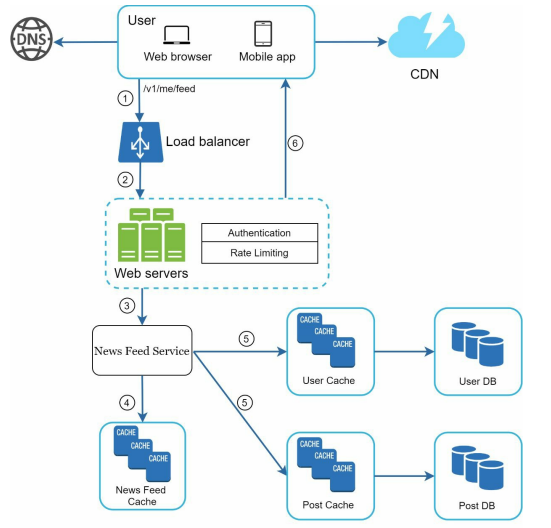 User
DNS
Web browser
Mobile app
CDN
1
/v1/me/feed
Load balancer
6
2
Authentication
Rate Limiting
Web servers
3
News Feed Service
5
CACHE
CACHE
CACHE
User Cache
User DB
4
5
CACHE
CACHE
CACHE
News Feed
Cache
CACHE
CACHE
CACHE
Post Cache
Post DB